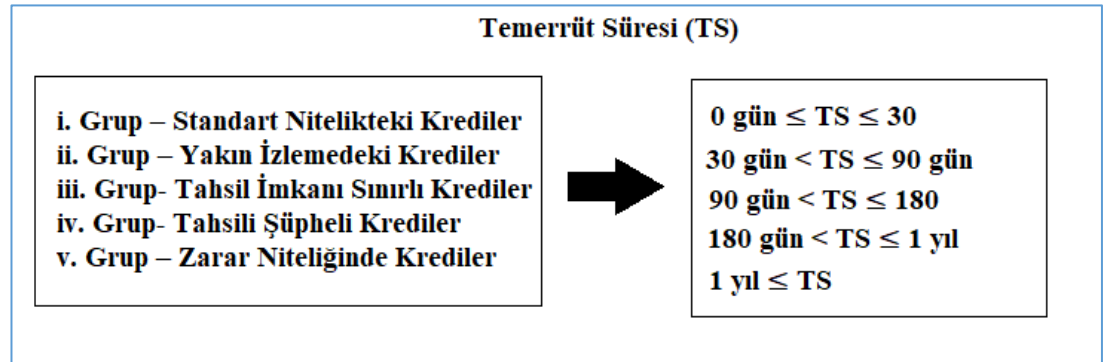 Temerrüt Süresi (TS)
i. Grup – Standart Nitelikteki Krediler
ii. Grup – Yakın İzlemedeki Krediler
iii. Grup- Tahsil İmkanı Sınırlı Krediler
iv. Grup- Tahsili Şüpheli Krediler
v. Grup – Zarar Niteliğinde Krediler
0 gün ≤ TS ≤ 30
30 gün < TS ≤ 90 gün
90 gün < TS ≤ 180
180 gün < TS ≤ 1 yıl
1 yıl ≤ TS